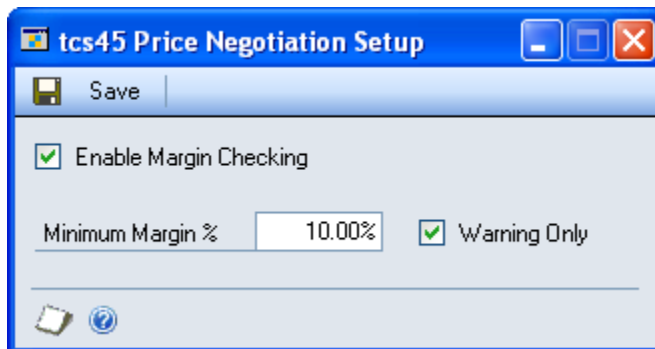 tcs45 Price Negotiation Setup
Save
Enable Margin Checking
Minimum Margin % 10.00% Warning Only